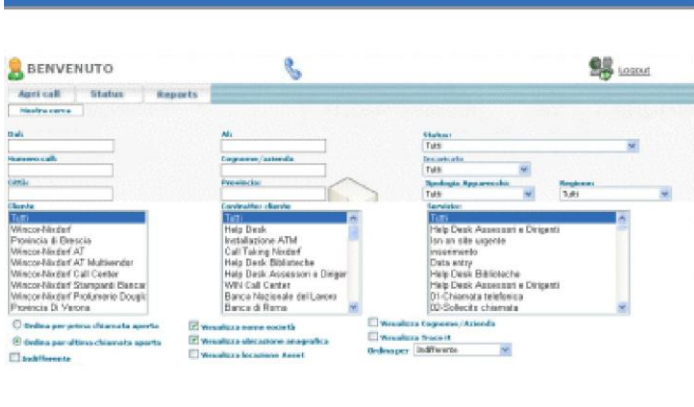 BENVENUTO
Logout
Apri call Status Reports
Mostra cerca
Dal: Al: Status:
Tutti
Numero call: Cognome/azienda Incaricato
Tutti
Città: Provincia: Tipologia Apparecchi: Regione:
Tutti Tutti
Cliente Contratto cliente Servizio:
Tutti Tutti Tutti
Wincor-Nixdorf Help Desk Help Desk Assessori e Dirigenti
Provincia di Brescia Installazione ATM Isn on site urgente
Wincor-Nixdorf AT Call Taking Nixdorf inserimento
Wincor-Nixdorf AT Multivendor Help Desk Biblioteche Data entry
Wincor-Nixdorf Call Center Help Desk Assessori e Dirigen Help Desk Biblioteche
Wincor-Nixdorf Stampanti Bancar WIN Call Center Help Desk Assessori e Dirigenti
Wincor-Nixdorf Profumerie Dougl Banca Nazionale del Lavoro 01-Chiamata telefonica
Provincia Di Verona Banca di Roma 02-Sollecito chiamata
Ordina per prima chiamata aperta Visualizza nome società Visualizza Cognome/Azienda
Ordina per ultima chiamata aperta Visualizza ubicazione anagrafica Visualizza Tracert
Indifferente Visualizza locazione Asset Ordina per Indifferente